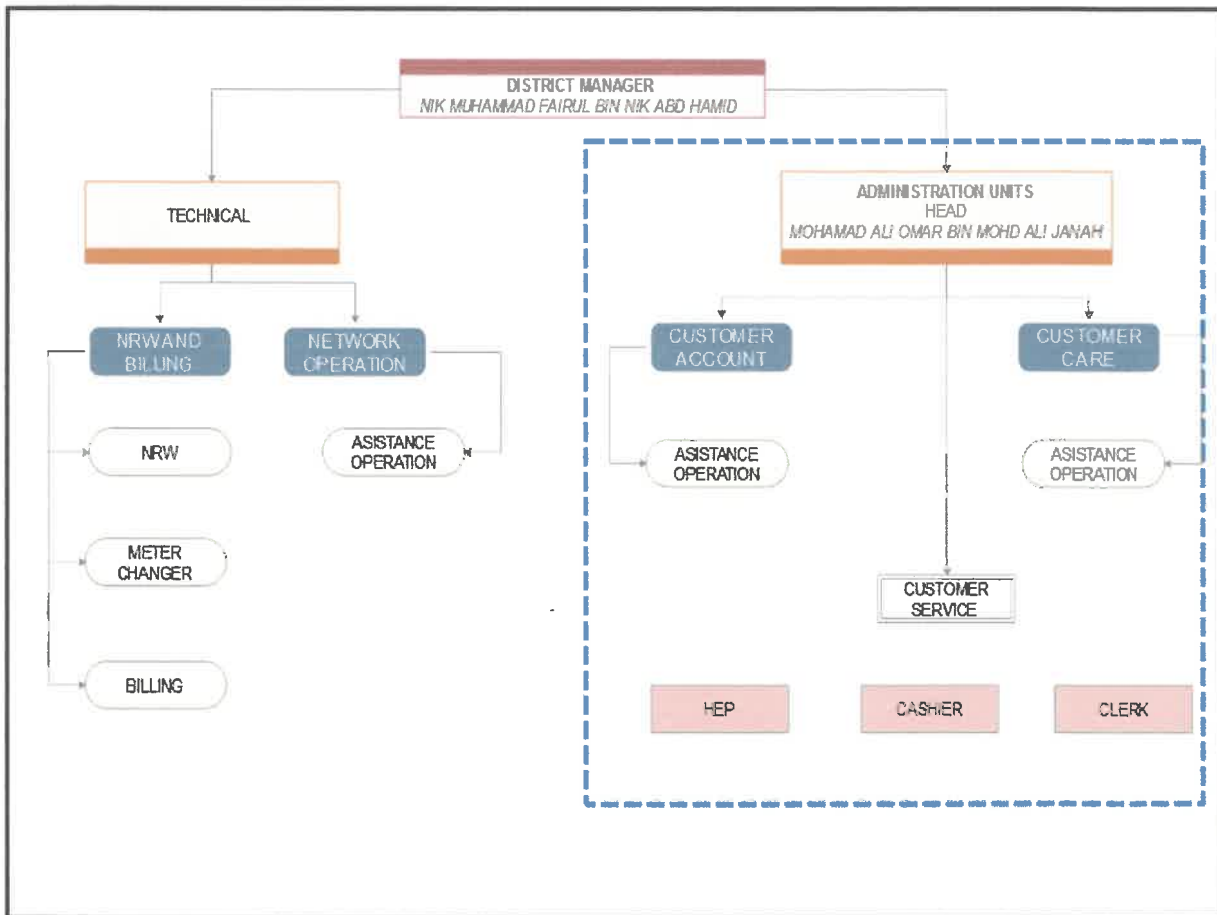 DISTRICT MANAGER
NIK MUHAMMAD FAIRUL BIN NIK ABD HAMID
TECHNICAL
ADMINISTRATION UNITS
HEAD
MOHAMAD ALI OMAR BIN MOHD ALI JANAH
NRWAND
BILLING
NETWORK
OPERATION
CUSTOMER
ACCOUNT
CUSTOMER
CARE
NRW
ASISTANCE
OPERATION
ASISTANCE
OPERATION
ASISTANCE
OPERATION
METER
CHANGER
CUSTOMER
SERVICE
BILLING
HEP
CASHIER
CLERK